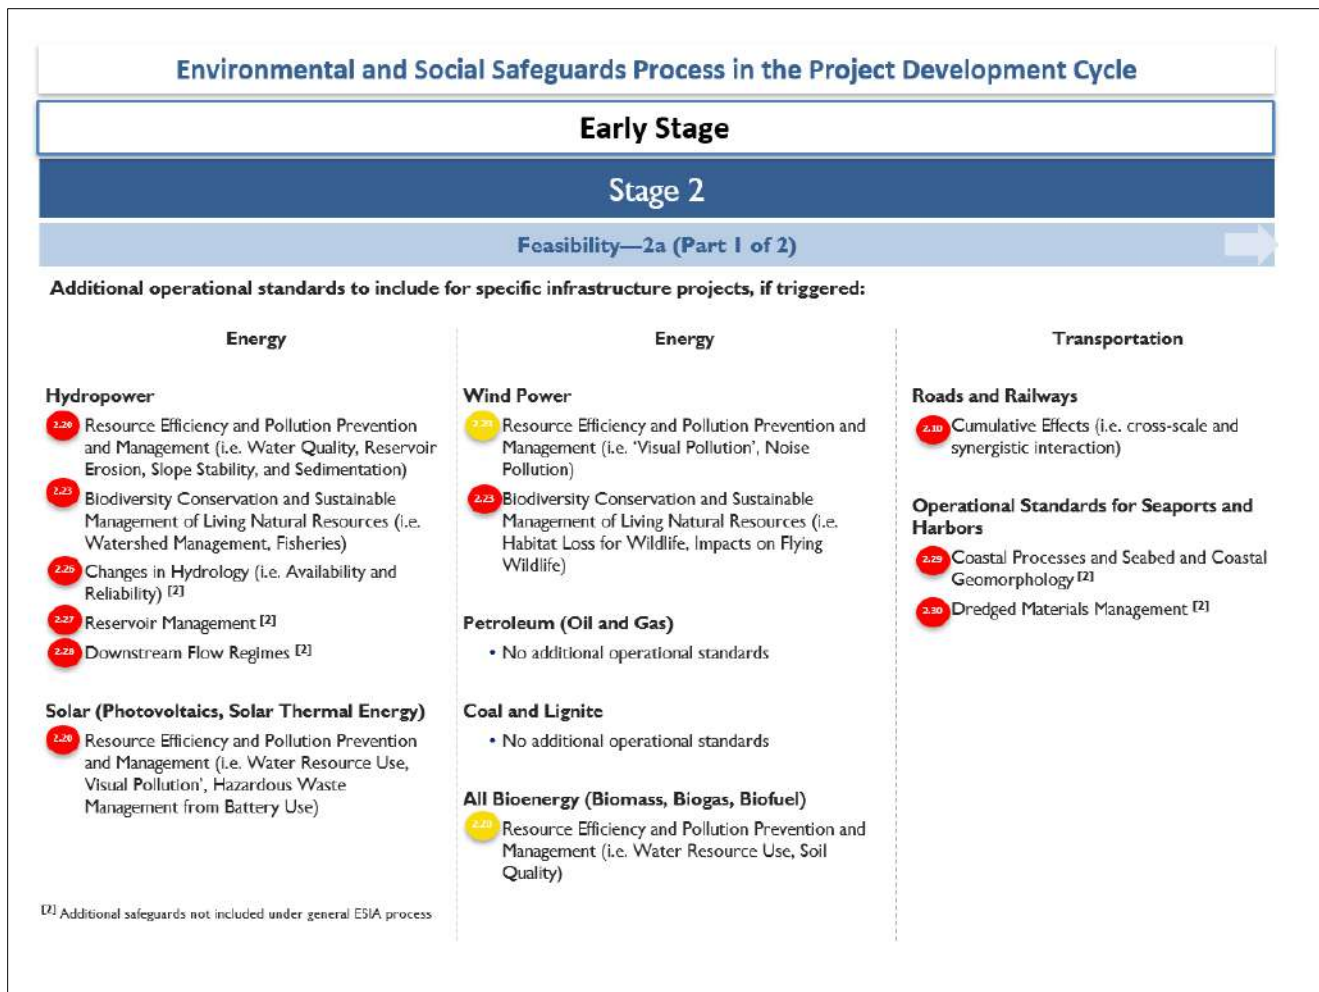 Environmental and Social Safeguards Process in the Project Development Cycle
Early Stage
Stage 2
Feasibility—2a (Part 1 of 2)
Additional operational standards to include for specific infrastructure projects, if triggered:
Energy
Hydropower
2.20 Resource Efficiency and Pollution Prevention
and Management (i.e. Water Quality, Reservoir
Erosion, Slope Stability, and Sedimentation)
2.23 Biodiversity Conservation and Sustainable
Management of Living Natural Resources (i.e.
Watershed Management, Fisheries)
Changes in Hydrology (i.e. Availability and
Reliability) [2]
2.27 Reservoir Management [2]
2.28 Downstream Flow Regimes [2]
Solar (Photovoltaics, Solar Thermal Energy)
2.20 Resource Efficiency and Pollution Prevention
and Management (i.e. Water Resource Use,
Visual Pollution’, Hazardous Waste
Management from Battery Use)
[2] Additional safeguards not included under general ESIA process
Energy
Wind Power
2.20 Resource Efficiency and Pollution Prevention and
Management (i.e. ‘Visual Pollution’, Noise
Pollution)
2.23 Biodiversity Conservation and Sustainable
Management of Living Natural Resources (i.e.
Habitat Loss for Wildlife, Impacts on Flying
Wildlife)
Petroleum (Oil and Gas)
• No additional operational standards
Coal and Lignite
• No additional operational standards
All Bioenergy (Biomass, Biogas, Biofuel)
2.20 Resource Efficiency and Pollution Prevention and
Management (i.e. Water Resource Use, Soil
Quality)
Transportation
Roads and Railways
2.10 Cumulative Effects (i.e. cross-scale and
synergistic interaction)
Operational Standards for Seaports and
Harbors
2.29 Coastal Processes and Seabed and Coastal
Geomorphology [2]
2.30 Dredged Materials Management [2]